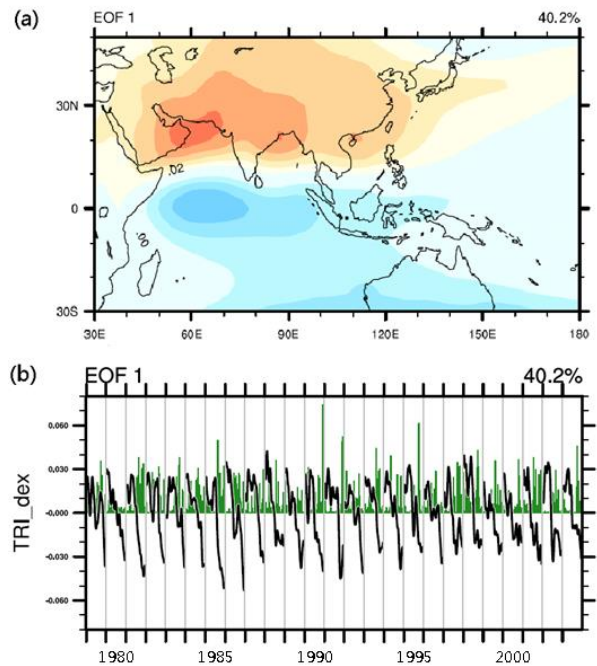 (a)
EOF 1 40.2%
30N
0
30S
.02
.00
30E 60E 90E 120E 150E 180
(b)
EOF 1 40.2%
TRI_dex
0.060
0.030
-0.000
-0.030
-0.060
1980 1985 1990 1995 2000